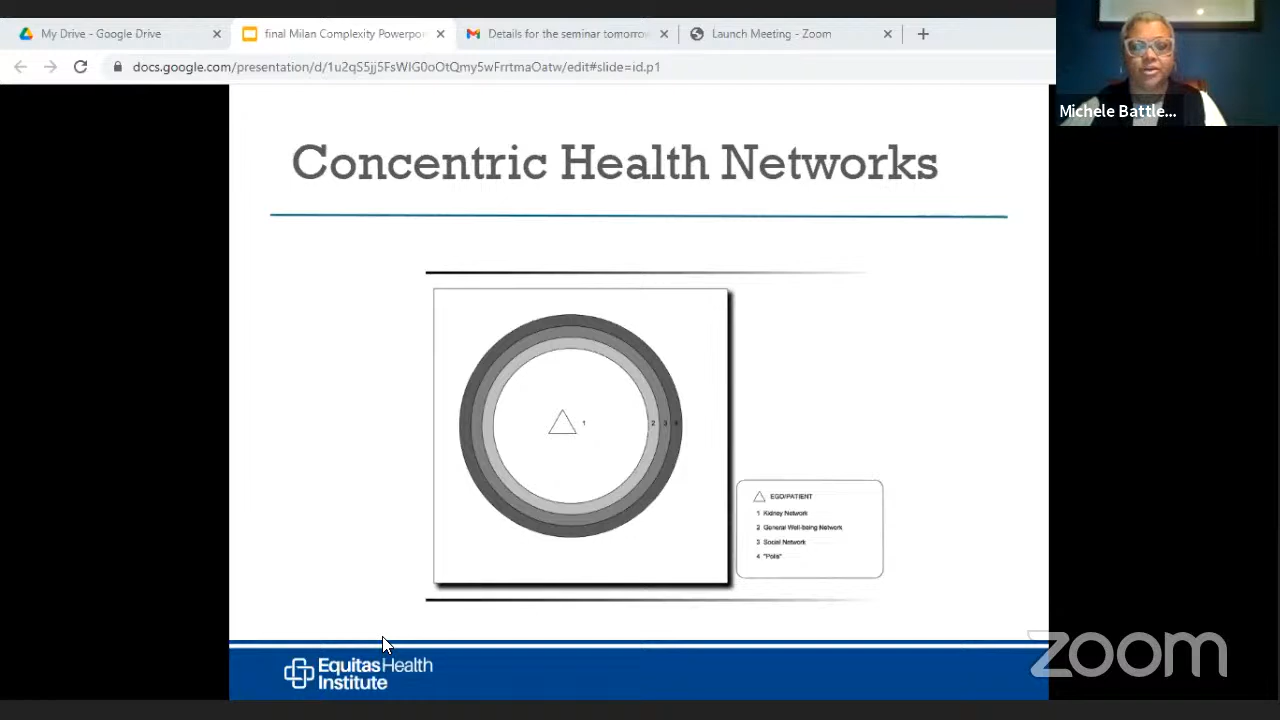 My Drive - Google Drive
final Milan Complexity Powerpo
Details for the seminar tomorro
Launch Meeting - Zoom
docs.google.com/presentation/d/1u2qS5jj5FsWIG0oOtQmy5wFrrtmaOatw/edit#slide=id.p1
Michele Battle...
Concentric Health Networks
1
2 3 4
EGO/PATIENT
1 Kidney Network
2 General Well-being Network
3 Social Network
4 "Polis"
Equitas Health
Institute
zoom